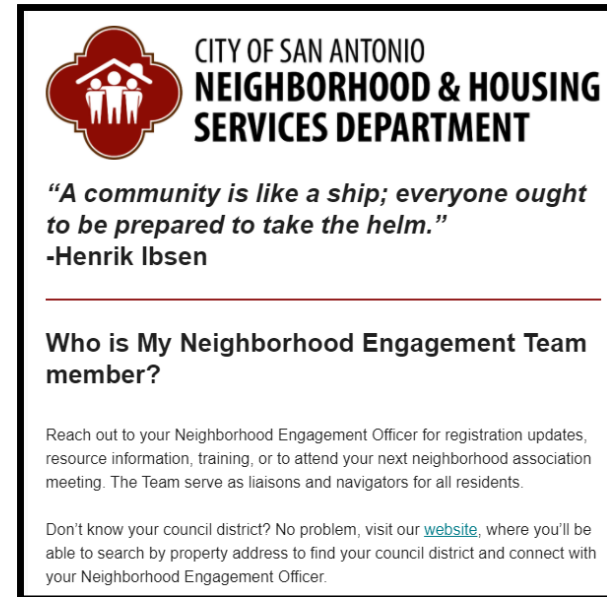 CITY OF SAN ANTONIO
NEIGHBORHOOD & HOUSING
SERVICES DEPARTMENT
“A community is like a ship; everyone ought
to be prepared to take the helm.”
-Henrik Ibsen
Who is My Neighborhood Engagement Team
member?
Reach out to your Neighborhood Engagement Officer for registration updates,
resource information, training, or to attend your next neighborhood association
meeting. The Team serve as liaisons and navigators for all residents.
Don’t know your council district? No problem, visit our website, where you’ll be
able to search by property address to find your council district and connect with
your Neighborhood Engagement Officer.